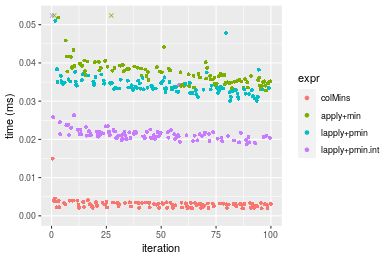 0.05
0.04
0.03
0.02
0.01
0.00
time (ms)
0
25
50
75
100
iteration
expr
colMins
apply+min
lapply+pmin
lapply+pmin.int